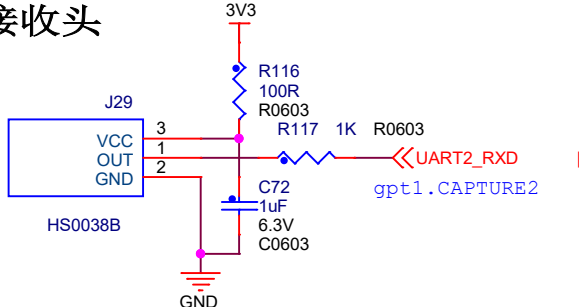 接收头
3V3
R116
100R
R0603
J29
R117 1K R0603
VCC 3
OUT 1
GND 2
UART2_RXD
gpt1.CAPTURE2
C72
1uF
6.3V
C0603
HS0038B
GND